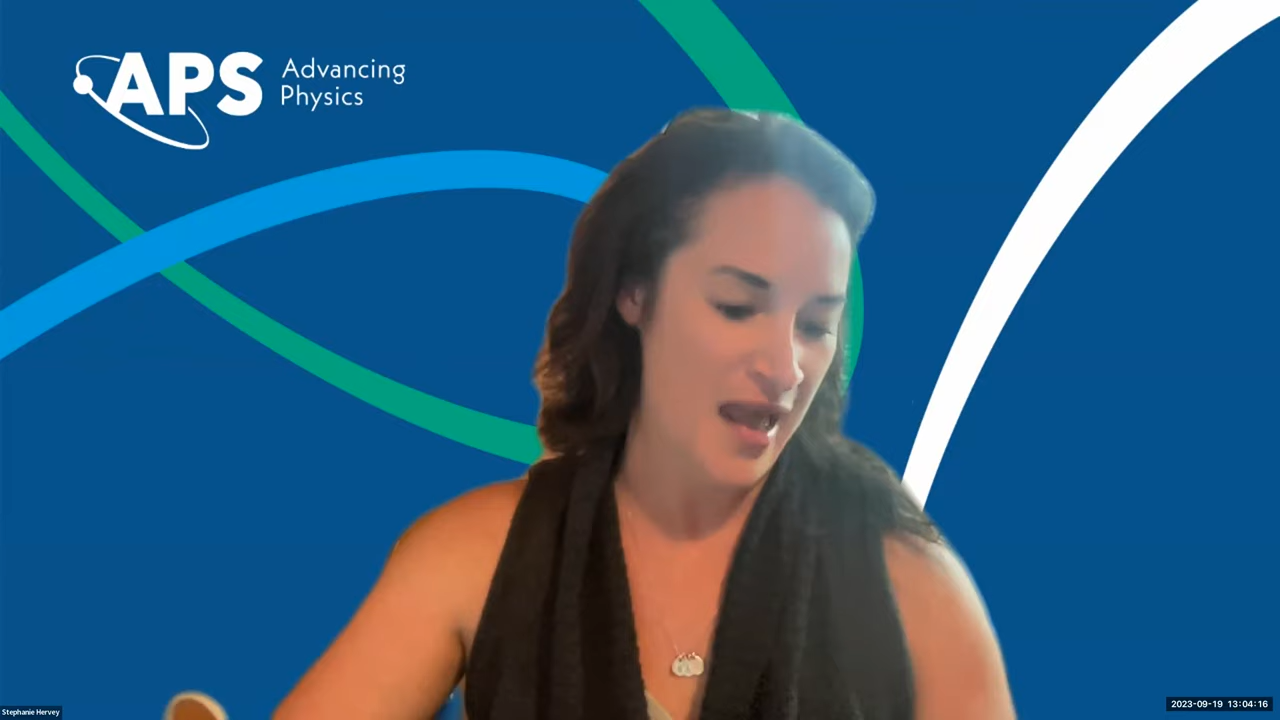 APS
Advancing
Physics
Stephanie Hervey
2023-09-19 13:04:16